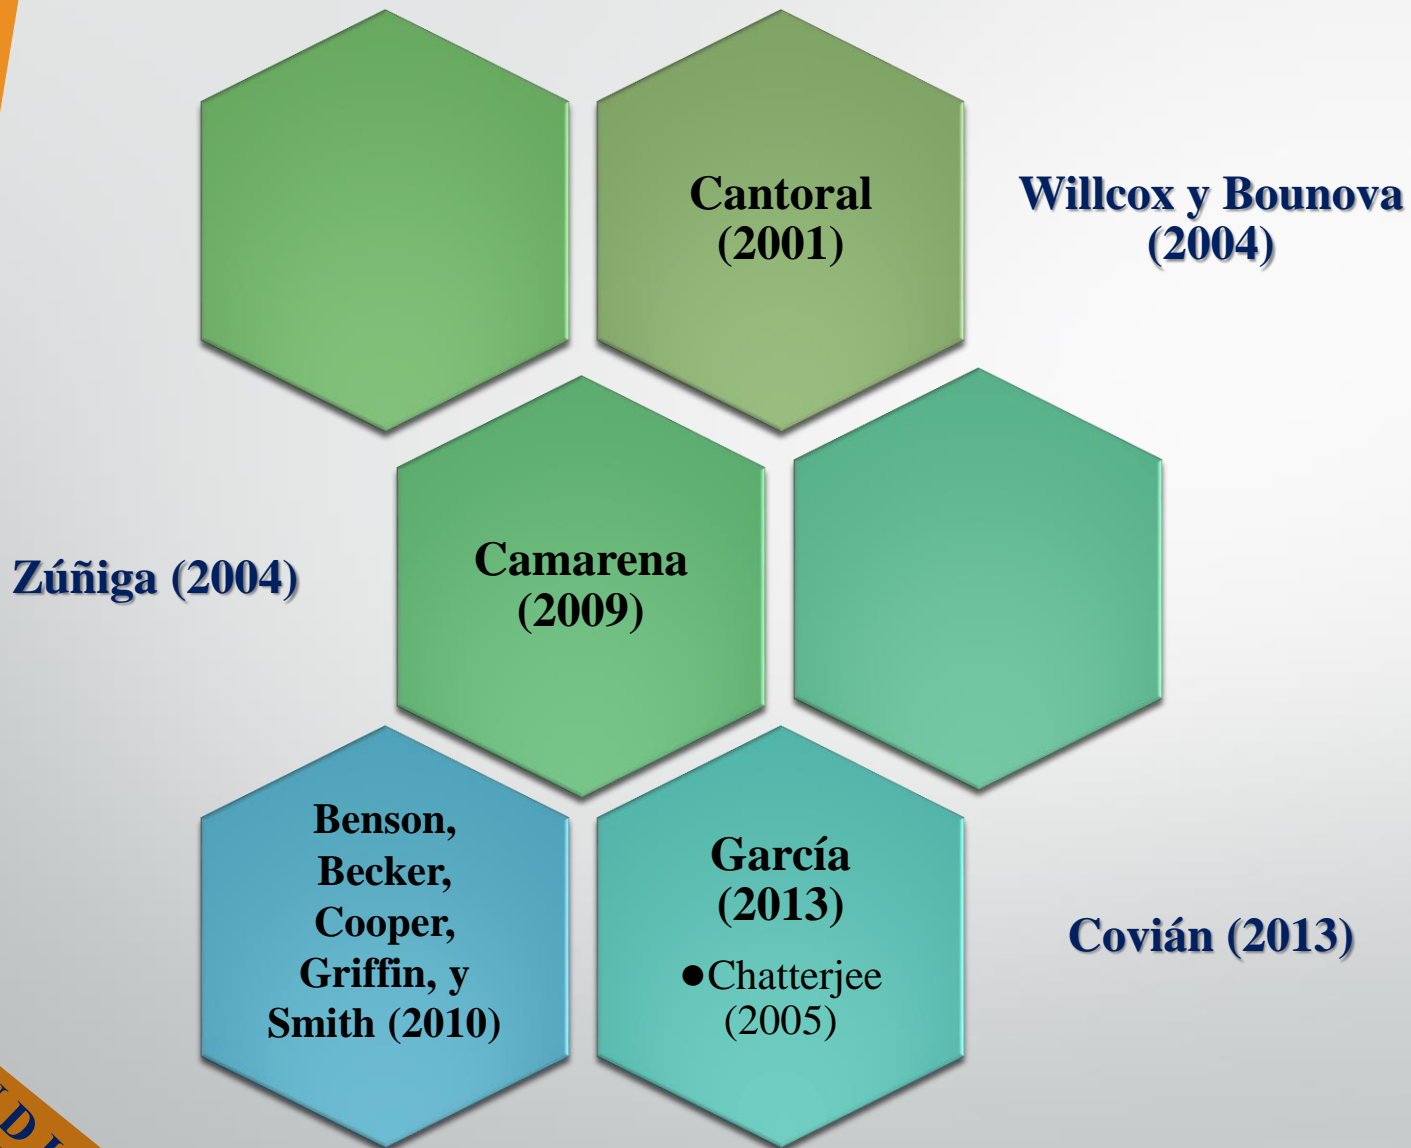 Cantoral
(2001)
Willcox y Bounova
(2004)
Zúñiga (2004)
Camarena
(2009)
Benson,
Becker,
Cooper,
Griffin, y
Smith (2010)
García
(2013)
●Chatterjee
(2005)
Covián (2013)